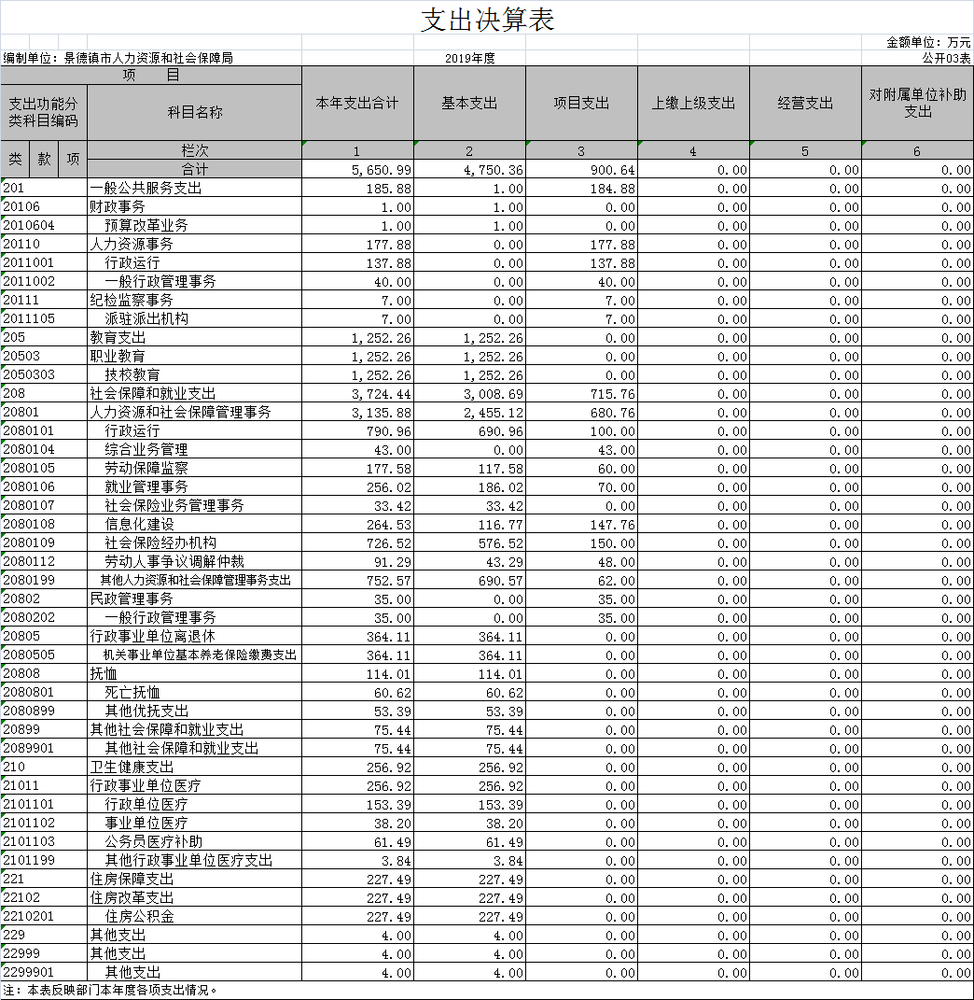 支出决算表
金额单位：万元
编制单位：景德镇市人力资源和社会保障局 2019年度 公开03表
项 目 本年支出合计 基本支出 项目支出 上缴上级支出 经营支出 对附属单位补助支出
支出功能分类科目编码 科目名称
类 款 项 栏次 1 2 3 4 5 6
合计 5,650.99 4,750.36 900.64 0.00 0.00 0.00
201 一般公共服务支出 185.88 1.00 184.88 0.00 0.00 0.00
20106 财政事务 1.00 1.00 0.00 0.00 0.00 0.00
2010604 预算改革业务 1.00 1.00 0.00 0.00 0.00 0.00
20110 人力资源事务 177.88 0.00 177.88 0.00 0.00 0.00
2011001 行政运行 137.88 0.00 137.88 0.00 0.00 0.00
2011002 一般行政管理事务 40.00 0.00 40.00 0.00 0.00 0.00
20111 纪检监察事务 7.00 0.00 7.00 0.00 0.00 0.00
2011105 派驻派出机构 7.00 0.00 7.00 0.00 0.00 0.00
205 教育支出 1,252.26 1,252.26 0.00 0.00 0.00 0.00
20503 职业教育 1,252.26 1,252.26 0.00 0.00 0.00 0.00
2050303 技校教育 1,252.26 1,252.26 0.00 0.00 0.00 0.00
208 社会保障和就业支出 3,724.44 3,008.69 715.76 0.00 0.00 0.00
20801 人力资源和社会保障管理事务 3,135.88 2,455.12 680.76 0.00 0.00 0.00
2080101 行政运行 790.96 690.96 100.00 0.00 0.00 0.00
2080104 综合业务管理 43.00 0.00 43.00 0.00 0.00 0.00
2080105 劳动保障监察 177.58 117.58 60.00 0.00 0.00 0.00
2080106 就业管理事务 256.02 186.02 70.00 0.00 0.00 0.00
2080107 社会保险业务管理事务 33.42 33.42 0.00 0.00 0.00 0.00
2080108 信息化建设 264.53 116.77 147.76 0.00 0.00 0.00
2080109 社会保险经办机构 726.52 576.52 150.00 0.00 0.00 0.00
2080112 劳动人事争议调解仲裁 91.29 43.29 48.00 0.00 0.00 0.00
2080199 其他人力资源和社会保障管理事务支出 752.57 690.57 62.00 0.00 0.00 0.00
20802 民政管理事务 35.00 0.00 35.00 0.00 0.00 0.00
2080202 一般行政管理事务 35.00 0.00 35.00 0.00 0.00 0.00
20805 行政事业单位离退休 364.11 364.11 0.00 0.00 0.00 0.00
2080505 机关事业单位基本养老保险缴费支出 364.11 364.11 0.00 0.00 0.00 0.00
20808 抚恤 114.01 114.01 0.00 0.00 0.00 0.00
2080801 死亡抚恤 60.62 60.62 0.00 0.00 0.00 0.00
2080899 其他优抚支出 53.39 53.39 0.00 0.00 0.00 0.00
20899 其他社会保障和就业支出 75.44 75.44 0.00 0.00 0.00 0.00
2089901 其他社会保障和就业支出 75.44 75.44 0.00 0.00 0.00 0.00
210 卫生健康支出 256.92 256.92 0.00 0.00 0.00 0.00
21011 行政事业单位医疗 256.92 256.92 0.00 0.00 0.00 0.00
2101101 行政单位医疗 153.39 153.39 0.00 0.00 0.00 0.00
2101102 事业单位医疗 38.20 38.20 0.00 0.00 0.00 0.00
2101103 公务员医疗补助 61.49 61.49 0.00 0.00 0.00 0.00
2101199 其他行政事业单位医疗支出 3.84 3.84 0.00 0.00 0.00 0.00
221 住房保障支出 227.49 227.49 0.00 0.00 0.00 0.00
22102 住房改革支出 227.49 227.49 0.00 0.00 0.00 0.00
2210201 住房公积金 227.49 227.49 0.00 0.00 0.00 0.00
229 其他支出 4.00 4.00 0.00 0.00 0.00 0.00
22999 其他支出 4.00 4.00 0.00 0.00 0.00 0.00
2299901 其他支出 4.00 4.00 0.00 0.00 0.00 0.00
注：本表反映部门本年度各项支出情况。